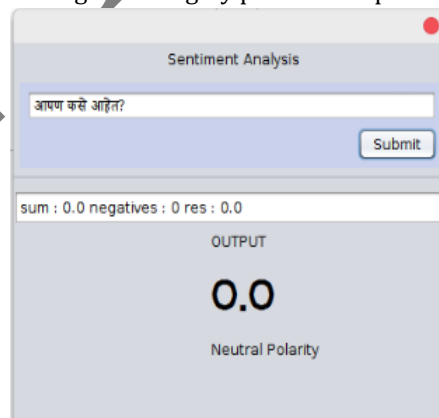 Sentiment Analysis
आपण कसे आहेत?
Submit
sum : 0.0 negatives : 0 res : 0.0
OUTPUT
0.0
Neutral Polarity